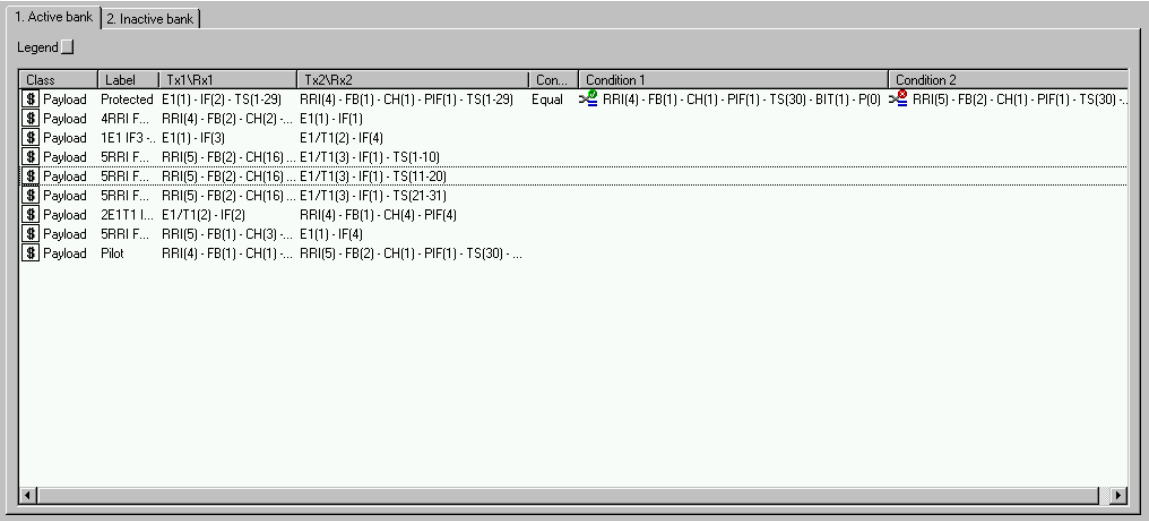 1. Active bank 2. Inactive bank
Legend
Class Label Tx1\Rx1 Tx2\Rx2 Con... Condition 1 Condition 2
$ Payload Protected E1(1) - IF(2) - TS(1-29) RRI(4) - FB(1) - CH(1) - PIF(1) - TS(1-29) Equal RRI(4) - FB(1) - CH(1) - PIF(1) - TS(30) - BIT(1) - P(0) RRI(5) - FB(2) - CH(1) - PIF(1) - TS(30) -...
$ Payload 4RRI F... RRI(4) - FB(2) - CH(2) -... E1(1) - IF(1)
$ Payload 1E1 IF3 -... E1(1) - IF(3) E1/T1(2) - IF(4)
$ Payload 5RRI F... RRI(5) - FB(2) - CH(16) ... E1/T1(3) - IF(1) - TS(1-10)
$ Payload 5RRI F... RRI(5) - FB(2) - CH(16) ... E1/T1(3) - IF(1) - TS(11-20)
$ Payload 5RRI F... RRI(5) - FB(2) - CH(16) ... E1/T1(3) - IF(1) - TS(21-31)
$ Payload 2E1T1 I... E1/T1(2) - IF(2) RRI(4) - FB(1) - CH(4) - PIF(4)
$ Payload 5RRI F... RRI(5) - FB(1) - CH(3) -... E1(1) - IF(4)
$ Payload Pilot RRI(4) - FB(1) - CH(1) -... RRI(5) - FB(2) - CH(1) - PIF(1) - TS(30) - ...